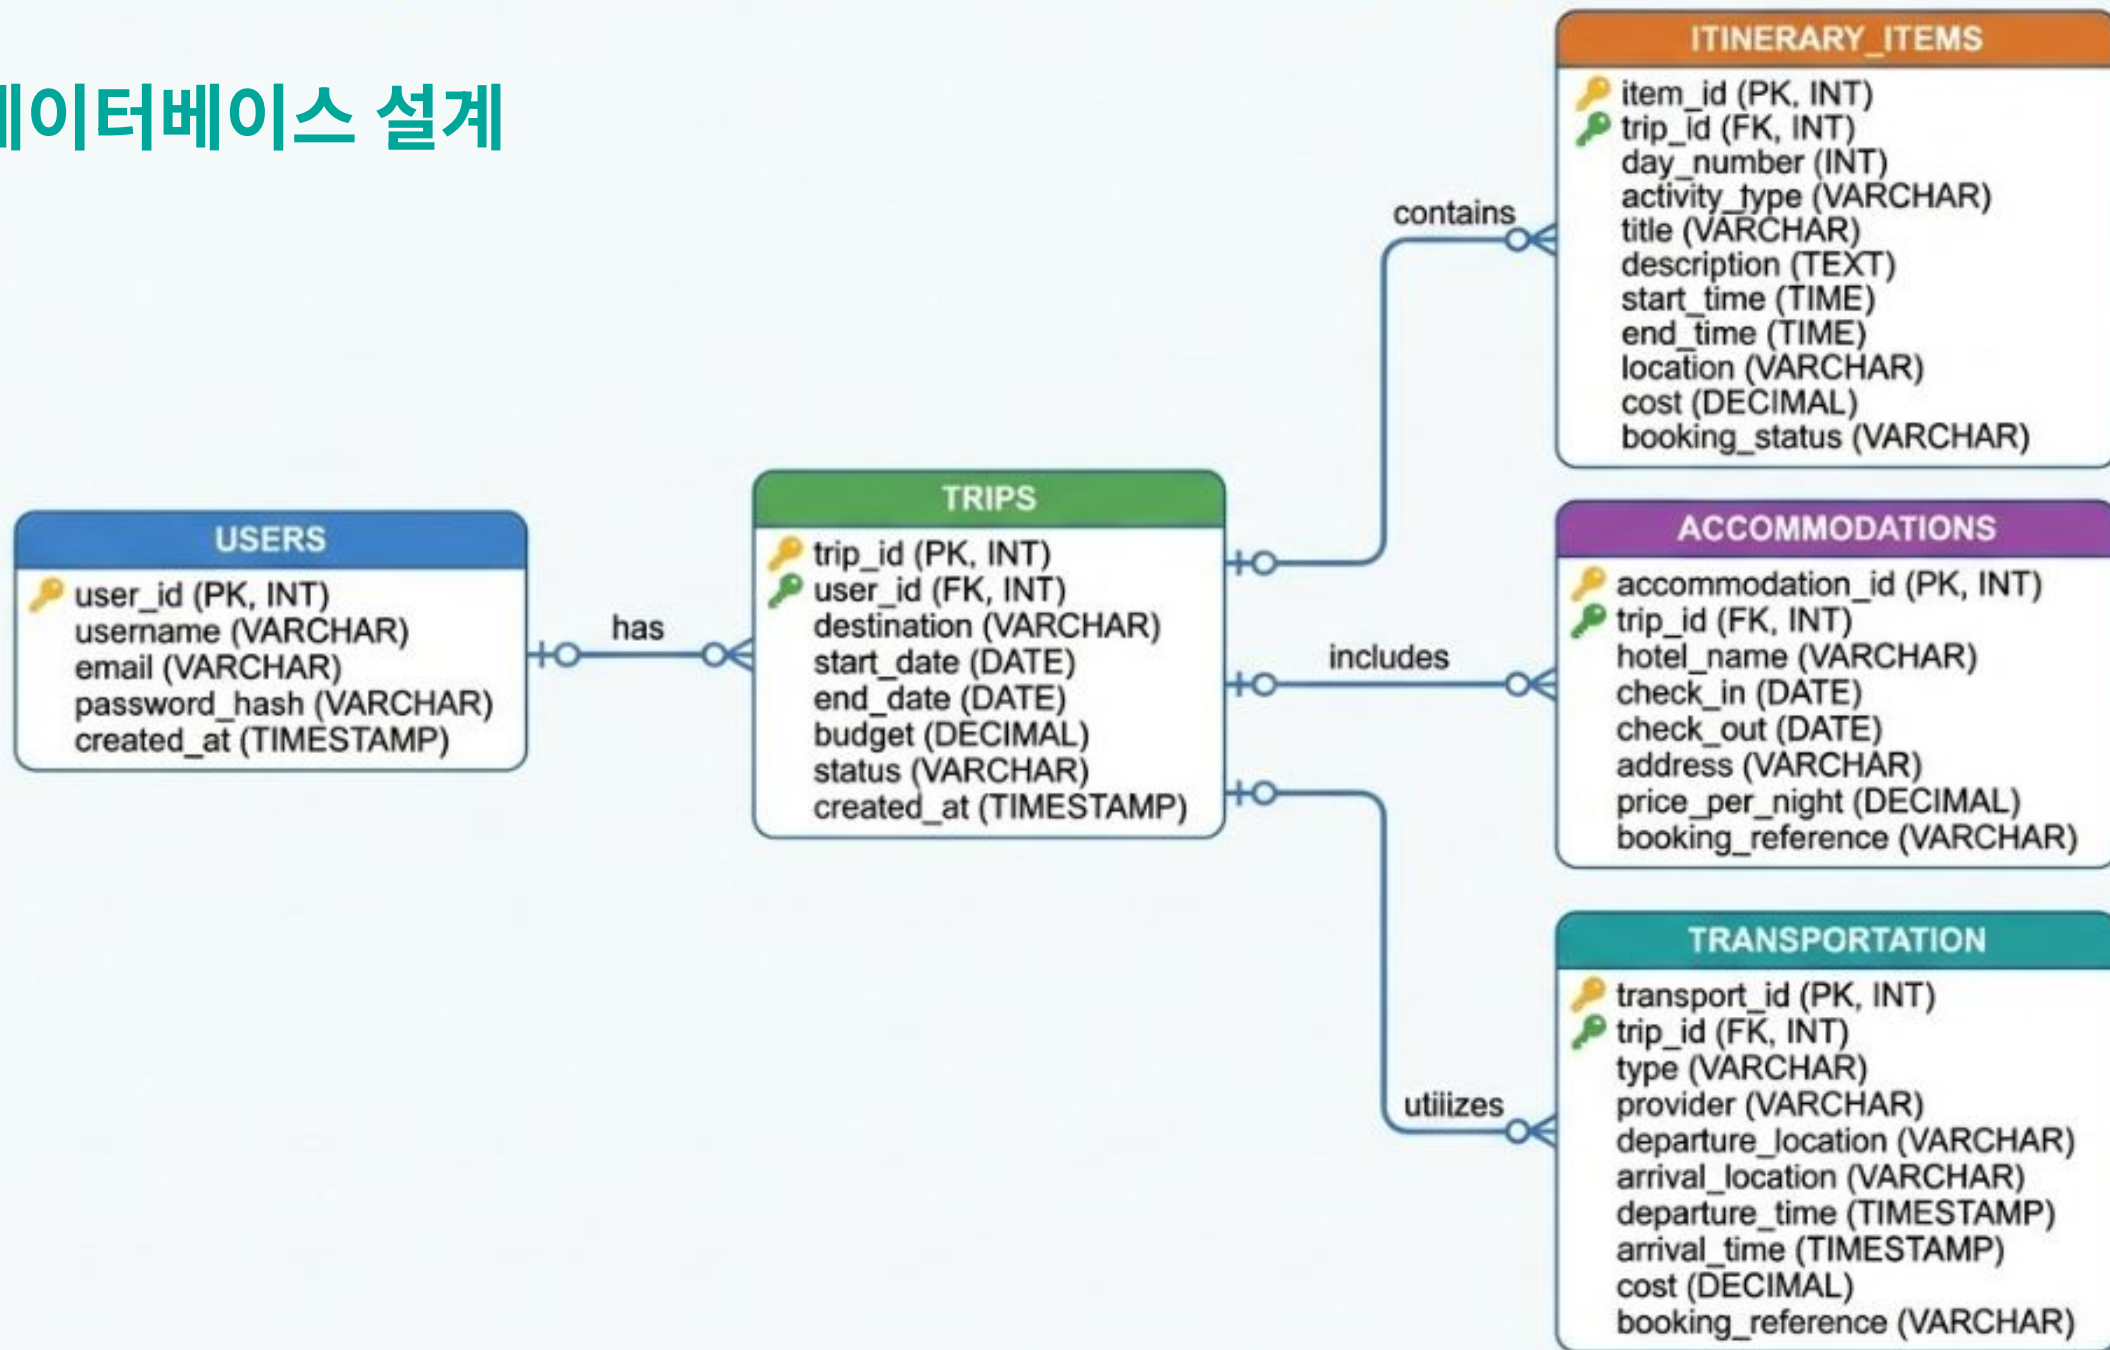 데이터베이스 설계
USERS
user_id (PK, INT)
username (VARCHAR)
email (VARCHAR)
password_hash (VARCHAR)
created_at (TIMESTAMP)
has
TRIPS
trip_id (PK, INT)
user_id (FK, INT)
destination (VARCHAR)
start_date (DATE)
end_date (DATE)
budget (DECIMAL)
status (VARCHAR)
created_at (TIMESTAMP)
contains
includes
utiiizes
ITINERARY_ITEMS
item_id (PK, INT)
trip_id (FK, INT)
day_number (INT)
activity_type (VARCHAR)
title (VARCHAR)
description (TEXT)
start_time (TIME)
end_time (TIME)
location (VARCHAR)
cost (DECIMAL)
booking_status (VARCHAR)
ACCOMMODATIONS
accommodation_id (PK, INT)
trip_id (FK, INT)
hotel_name (VARCHAR)
check_in (DATE)
check_out (DATE)
address (VARCHAR)
price_per_night (DECIMAL)
booking_reference (VARCHAR)
TRANSPORTATION
transport_id (PK, INT)
trip_id (FK, INT)
type (VARCHAR)
provider (VARCHAR)
departure_location (VARCHAR)
arrival_location (VARCHAR)
departure_time (TIMESTAMP)
arrival_time (TIMESTAMP)
cost (DECIMAL)
booking_reference (VARCHAR)